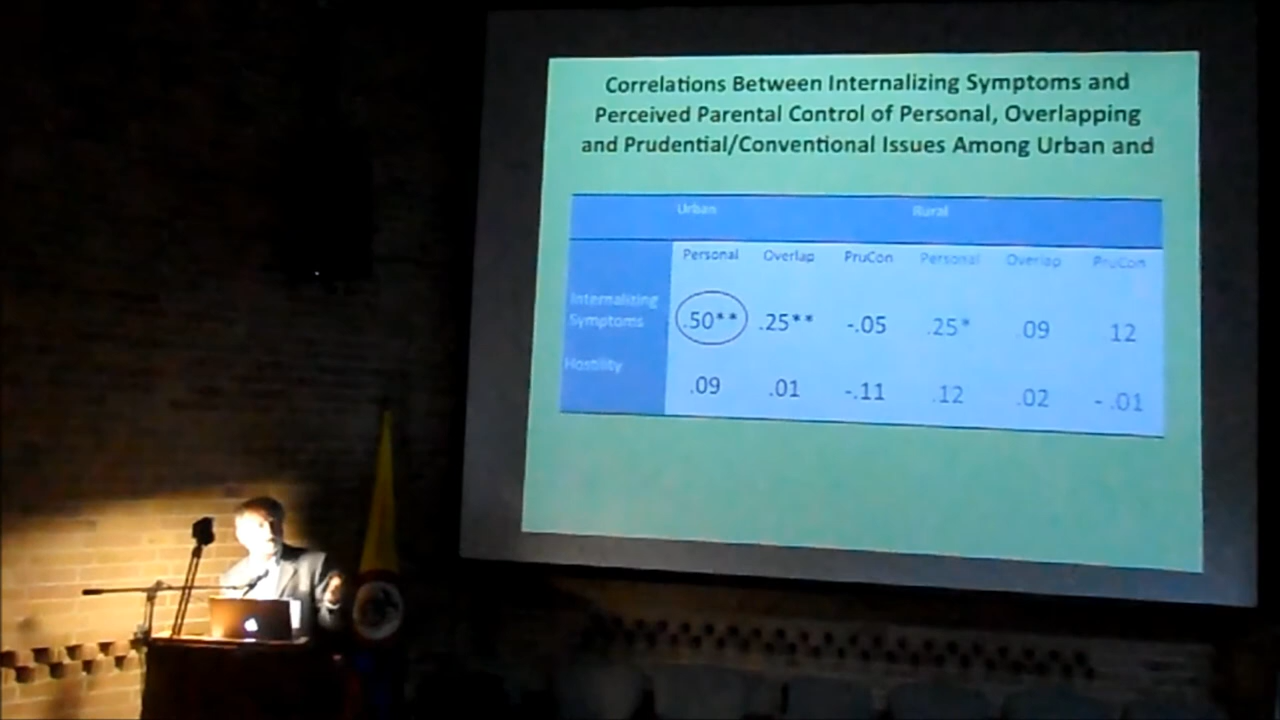 Correlations Between Internalizing Symptoms and
Perceived Parental Control of Personal, Overlapping
and Prudential/Conventional Issues Among Urban and
Urban Rural
Personal Overlap PruCon Personal Overlap PruCon
Internalizing
Symptoms .50** .25** -.05 .25* .09 .12
Hostility
.09 .01 -.11 .12 .02 -.01